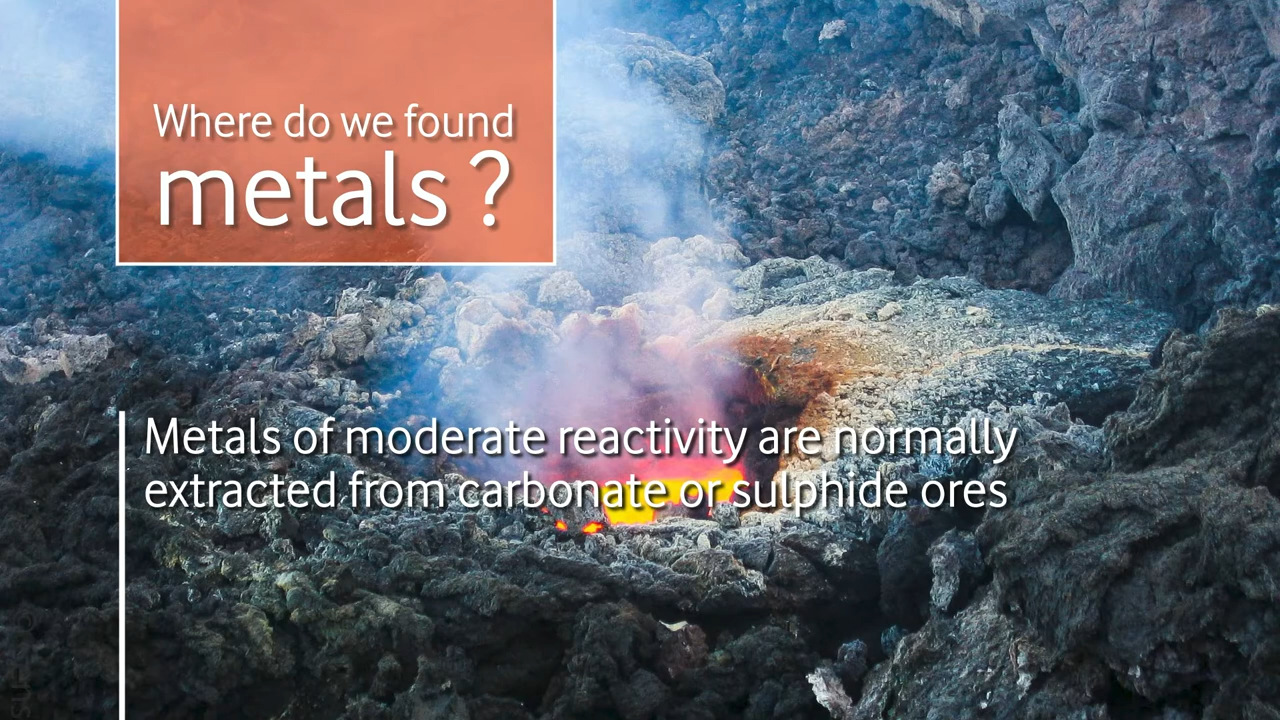 Where do we found
metals ?
Metals of moderate reactivity are normally
extracted from carbonate or sulphide ores